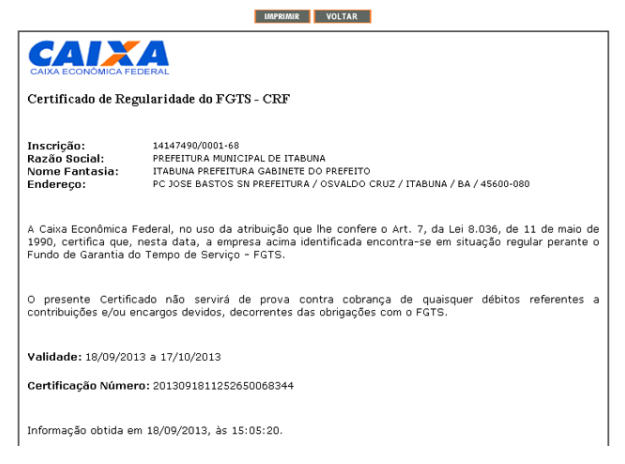 IMPRIMIR VOLTAR
CAIXA
CAIXA ECONÔMICA FEDERAL
Certificado de Regularidade do FGTS - CRF
Inscrição: 14147490/0001-68
Razão Social: PREFEITURA MUNICIPAL DE ITABUNA
Nome Fantasia: ITABUNA PREFEITURA GABINETE DO PREFEITO
Endereço: PC JOSE BASTOS SN PREFEITURA / OSVALDO CRUZ / ITABUNA / BA / 45600-080
A Caixa Econômica Federal, no uso da atribuição que lhe confere o Art. 7, da Lei 8.036, de 11 de maio de
1990, certifica que, nesta data, a empresa acima identificada encontra-se em situação regular perante o
Fundo de Garantia do Tempo de Serviço - FGTS.
O presente Certificado não servirá de prova contra cobrança de quaisquer débitos referentes a
contribuições e/ou encargos devidos, decorrentes das obrigações com o FGTS.
Validade: 18/09/2013 a 17/10/2013
Certificação Número: 2013091811252650068344
Informação obtida em 18/09/2013, às 15:05:20.